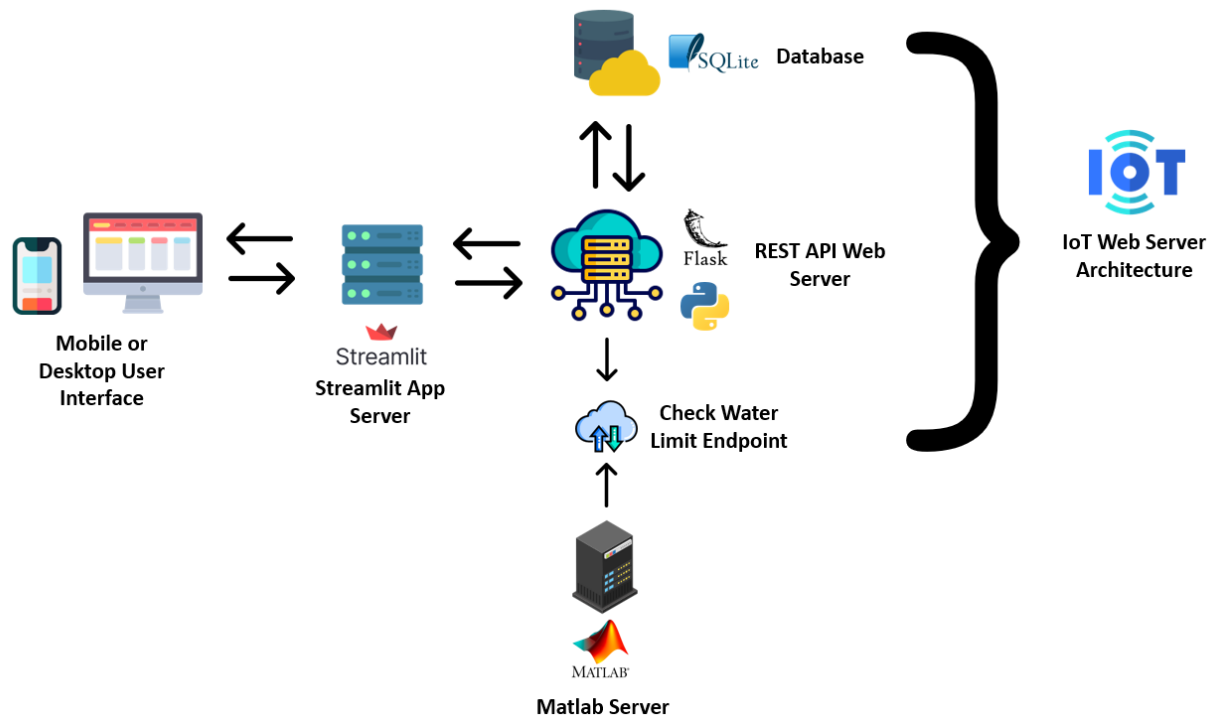 SQLite
Database
IOT
IoT Web Server
Architecture
Flask
REST API Web
Server
Mobile or
Desktop User
Interface
Streamlit
Streamlit App
Server
Check Water
Limit Endpoint
MATLAB®
Matlab Server